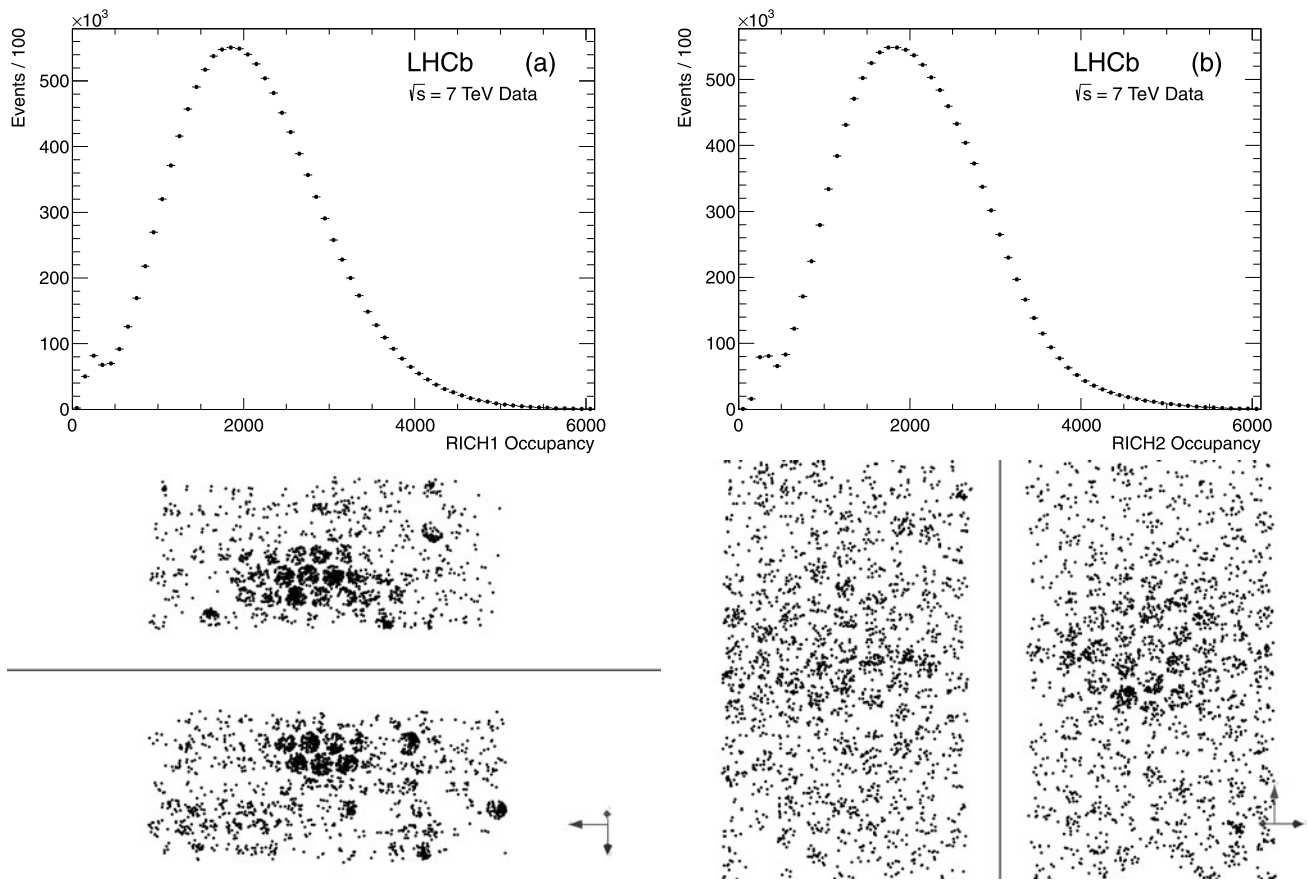 ×10³
Events / 100
500
400
300
200
100
0
LHCb (a)
√s = 7 TeV Data
0 2000 4000 6000
RICH1 Occupancy
×10³
Events / 100
500
400
300
200
100
0
LHCb (b)
√s = 7 TeV Data
0 2000 4000 6000
RICH2 Occupancy